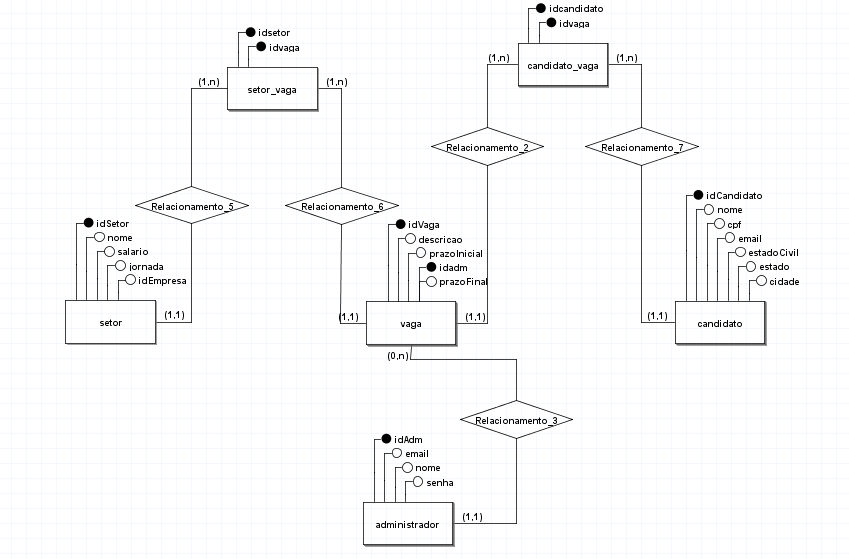 idcandidato
idvaga
candidato_vaga
(1,n)
(1,n)
idsetor
idvaga
setor_vaga
(1,n)
(1,n)
Relacionamento_2
Relacionamento_7
Relacionamento_5
Relacionamento_6
idSetor
nome
salario
jornada
idEmpresa
setor
(1,1)
idVaga
descricao
prazoInicial
idadm
prazoFinal
vaga
(1,1)
(1,1)
(0,n)
idCandidato
nome
cpf
email
estadoCivil
estado
cidade
candidato
(1,1)
Relacionamento_3
idAdm
email
nome
senha
administrador
(1,1)